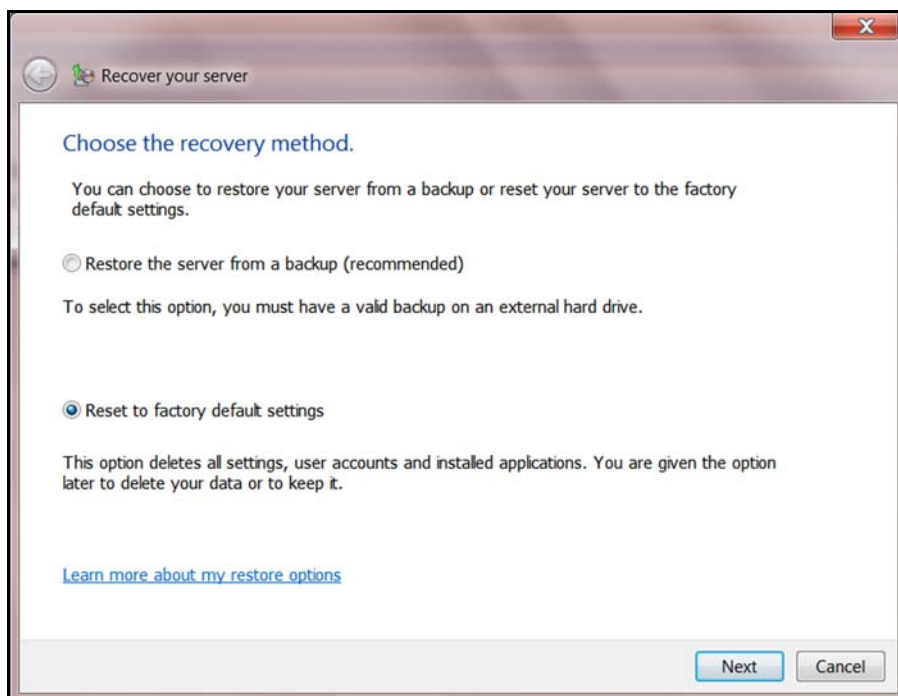 Recover your server
Choose the recovery method.
You can choose to restore your server from a backup or reset your server to the factory
default settings.
Restore the server from a backup (recommended)
To select this option, you must have a valid backup on an external hard drive.
Reset to factory default settings
This option deletes all settings, user accounts and installed applications. You are given the option
later to delete your data or to keep it.
Learn more about my restore options
Next
Cancel